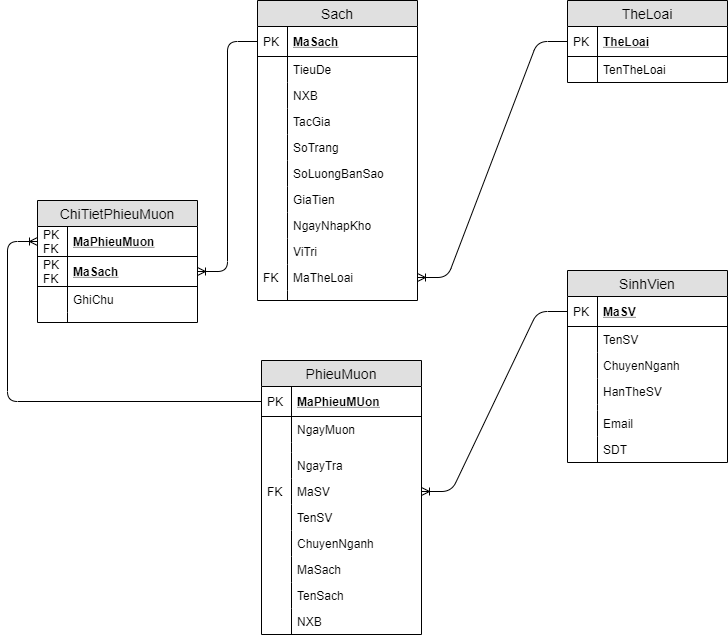 Sach
PK MaSach
TieuDe
NXB
TacGia
SoTrang
SoLuongBanSao
GiaTien
NgayNhapKho
ViTri
FK MaTheLoai
TheLoai
PK TheLoai
TenTheLoai
ChiTietPhieuMuon
PK FK MaPhieuMuon
PK FK MaSach
GhiChu
SinhVien
PK MaSV
TenSV
ChuyenNganh
HanTheSV
Email
SDT
PhieuMuon
PK MaPhieuMUon
NgayMuon
NgayTra
FK MaSV
TenSV
ChuyenNganh
MaSach
TenSach
NXB